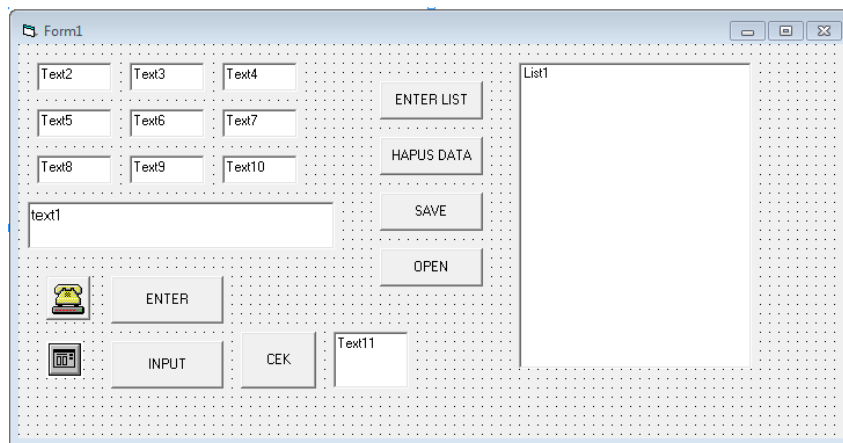 Form1
Text2 Text3 Text4
Text5 Text6 Text7
Text8 Text9 Text10
text1
ENTER
INPUT
CEK
Text11
ENTER LIST
HAPUS DATA
SAVE
OPEN
List1